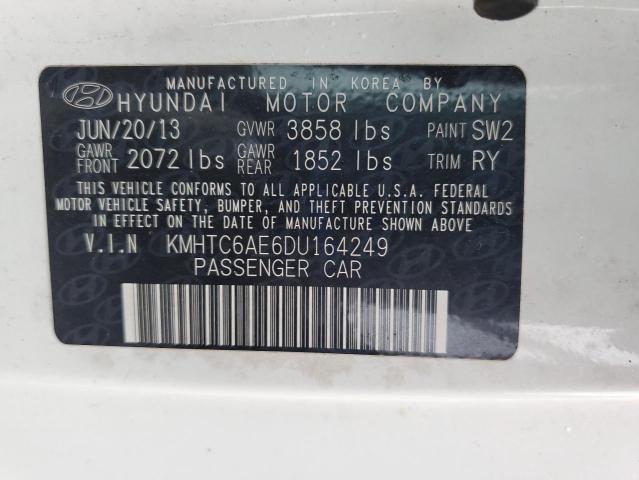 MANUFACTURED IN KOREA BY
HYUNDAI MOTOR COMPANY
JUN/20/13 GVWR 3858 lbs PAINT SW2
GAWR FRONT 2072 lbs GAWR REAR 1852 lbs TRIM RY
THIS VEHICLE CONFORMS TO ALL APPLICABLE U.S.A. FEDERAL
MOTOR VEHICLE SAFETY, BUMPER, AND THEFT PREVENTION STANDARDS
IN EFFECT ON THE DATE OF MANUFACTURE SHOWN ABOVE.
V.I.N KMHTC6AE6DU164249
PASSENGER CAR